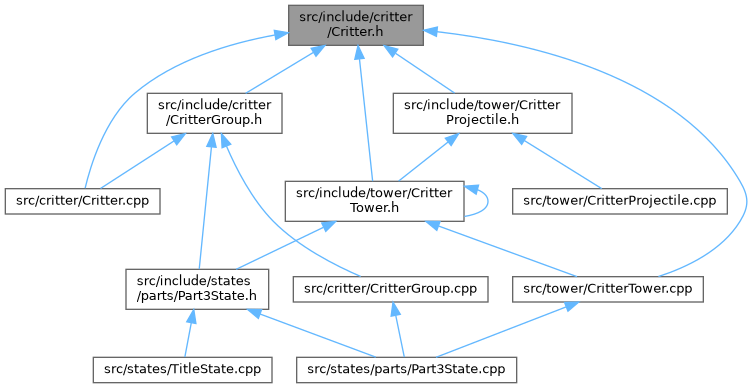 src/include/critter
/Critter.h
src/include/critter
/CritterGroup.h
src/include/tower/Critter
Projectile.h
src/critter/Critter.cpp
src/include/tower/Critter
Tower.h
src/tower/CritterProjectile.cpp
src/include/states
/parts/Part3State.h
src/critter/CritterGroup.cpp
src/tower/CritterTower.cpp
src/states/TitleState.cpp
src/states/parts/Part3State.cpp